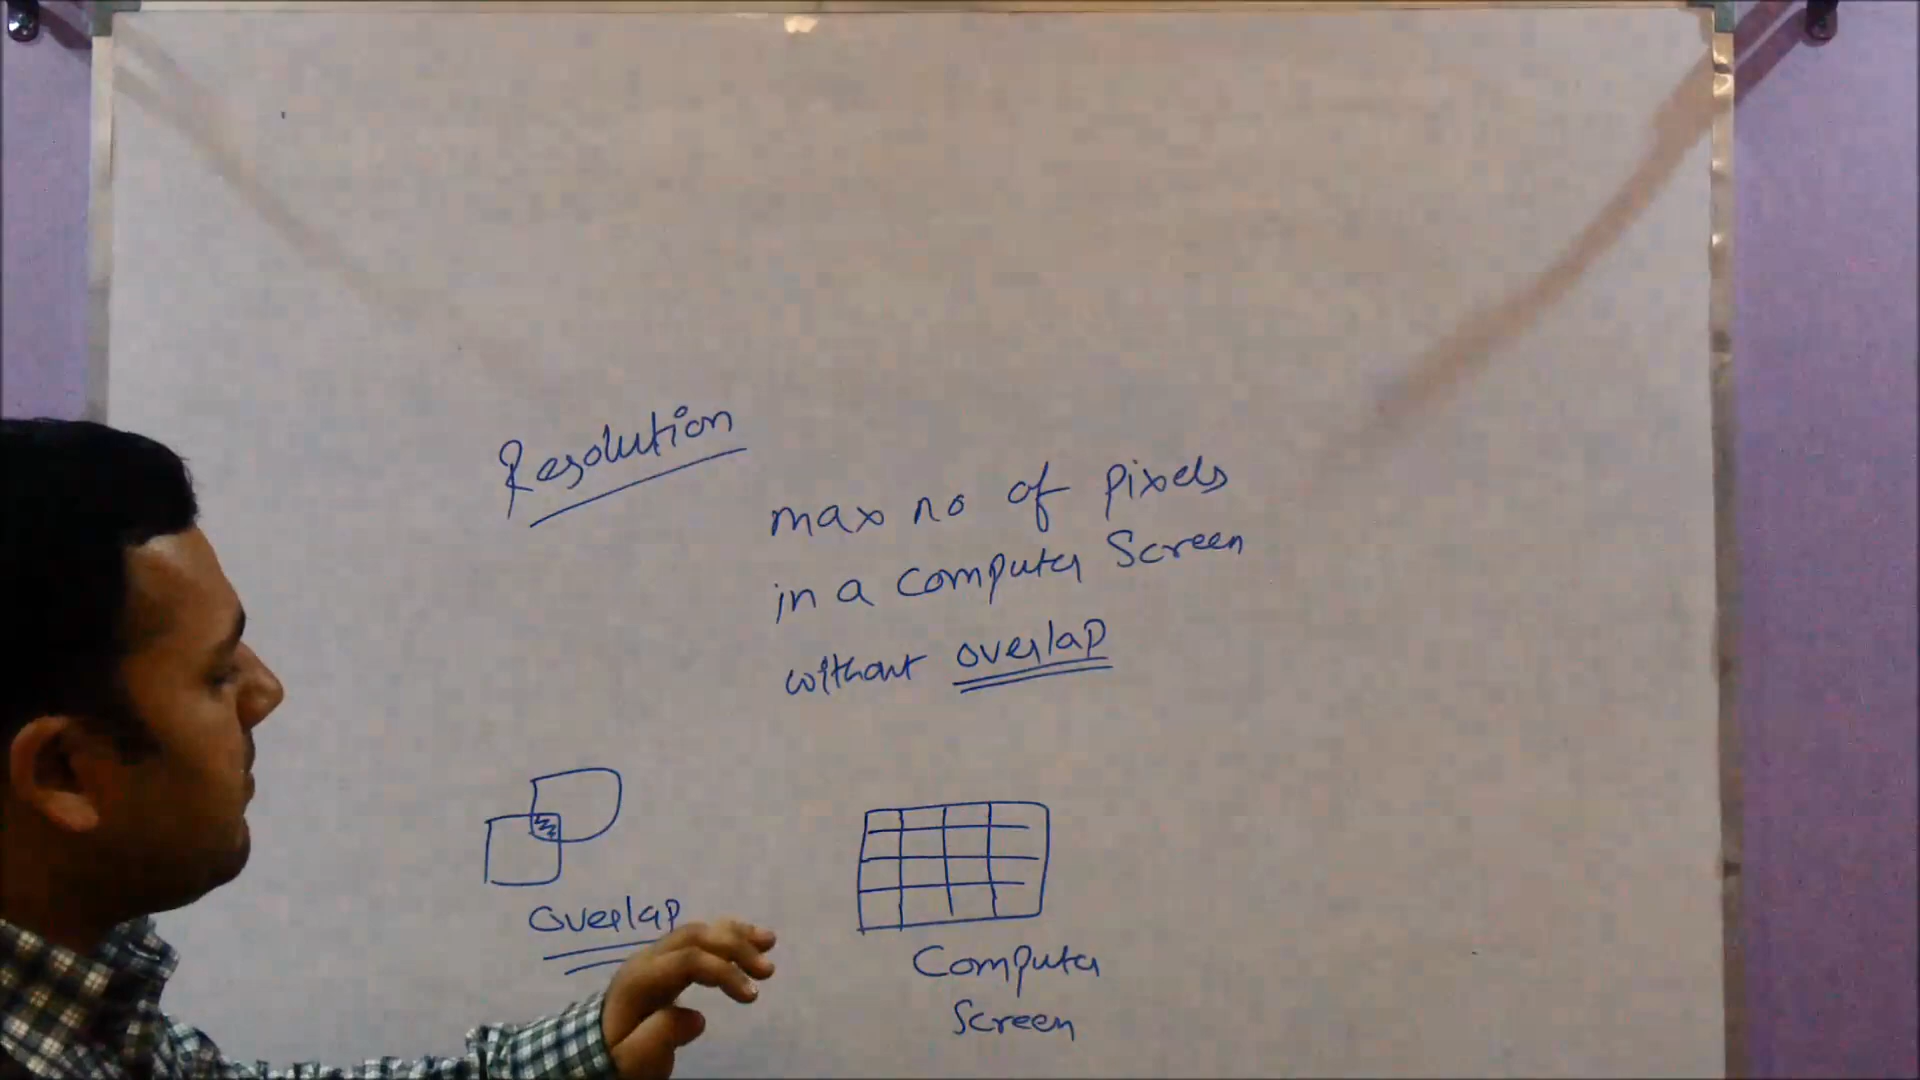 Resolution
max no of pixels
in a computer Screen
without overlap
overlap
Computer
Screen